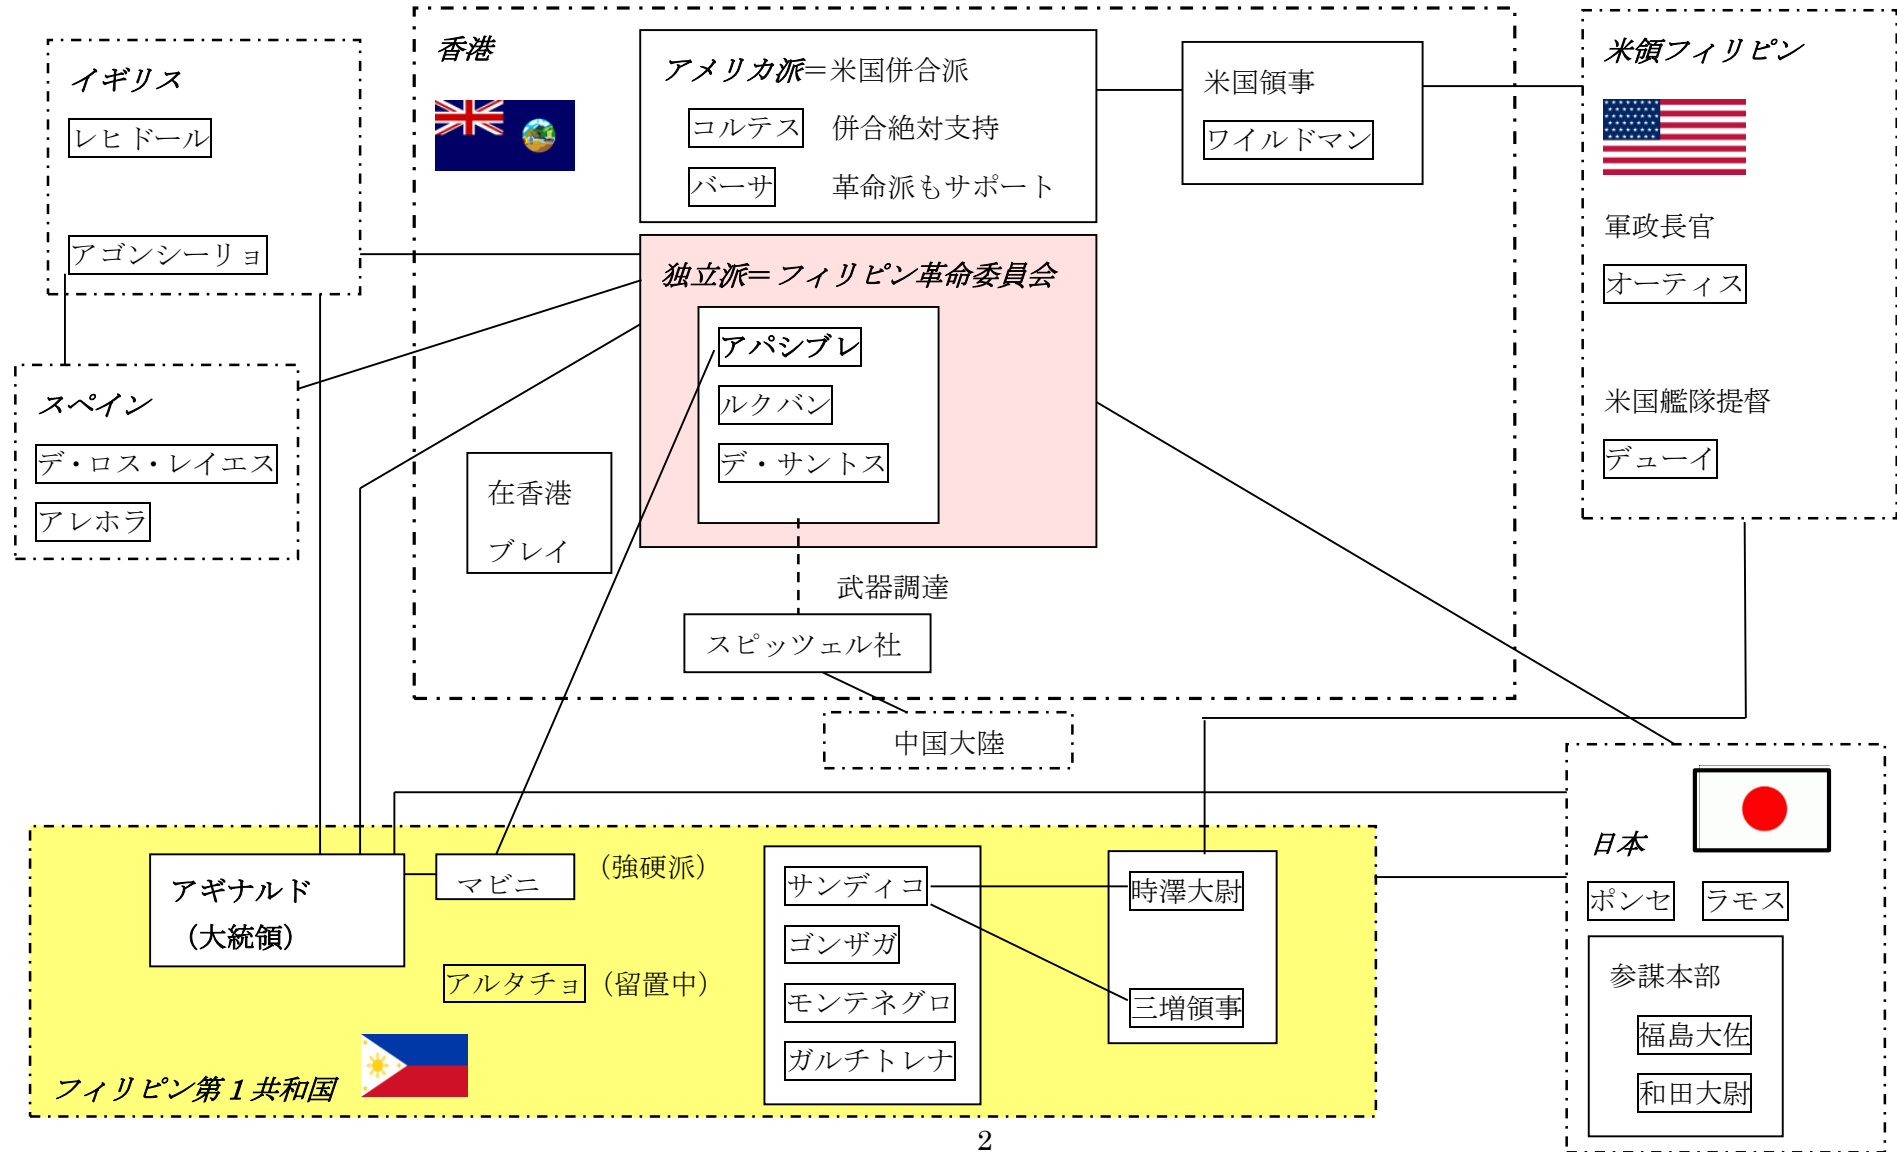 イギリス
レヒドール
アゴンシーリョ
スペイン
デ・ロス・レイエス
アレホラ
香港
アメリカ派＝米国併合派
コルテス 併合絶対支持
バーサ 革命派もサポート
米国領事
ワイルドマン
独立派＝フィリピン革命委員会
アパシブレ
ルクバン
デ・サントス
在香港
ブレイ
武器調達
スピッツェル社
中国大陸
米領フィリピン
軍政長官
オーティス
米国艦隊提督
デューイ
アギナルド
（大統領）
マビニ （強硬派）
アルタチョ （留置中）
フィリピン第１共和国
サンディコ
ゴンザガ
モンテネグロ
ガルチトレナ
時澤大尉
三増領事
日本
ポンセ ラモス
参謀本部
福島大佐
和田大尉
2